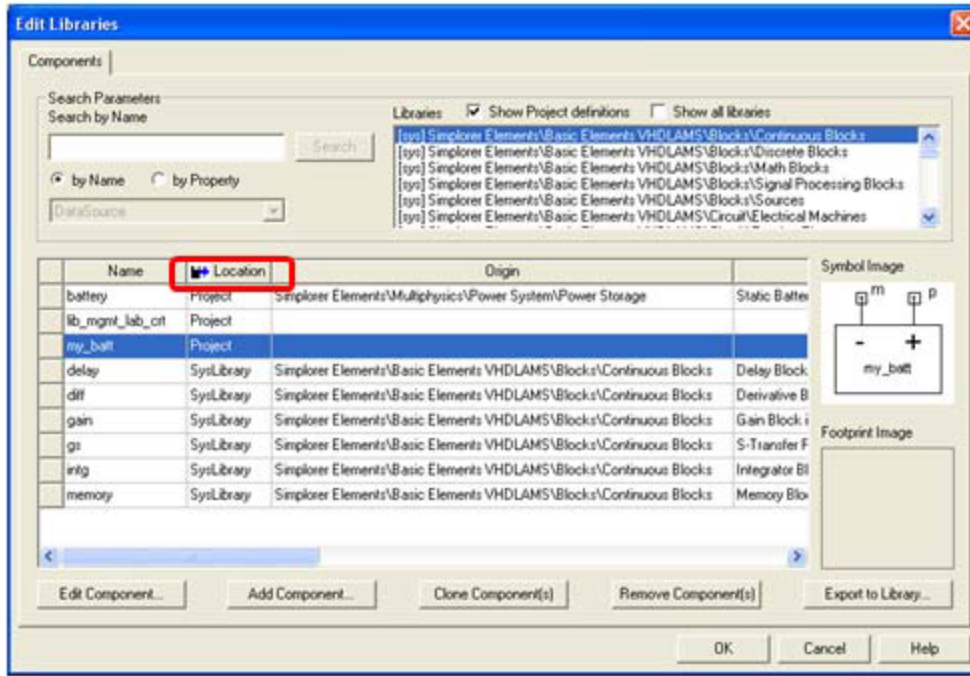 Edit Libraries
Components
Search Parameters
Search by Name
Search
by Name by Property
DataSource
Libraries Show Project definitions Show all libraries
[sys] Simplorer Elements\Basic Elements VHDLAMS\Blocks\Continuous Blocks
[sys] Simplorer Elements\Basic Elements VHDLAMS\Blocks\Discrete Blocks
[sys] Simplorer Elements\Basic Elements VHDLAMS\Blocks\Math Blocks
[sys] Simplorer Elements\Basic Elements VHDLAMS\Blocks\Signal Processing Blocks
[sys] Simplorer Elements\Basic Elements VHDLAMS\Blocks\Sources
[sys] Simplorer Elements\Basic Elements VHDLAMS\Circuit\Electrical Machines
Name Location Origin
battery Project Simplorer Elements\Multiphysics\Power System\Power Storage Static Batte
lib_mgmt_lab_crt Project
my_batt Project
delay SysLibrary Simplorer Elements\Basic Elements VHDLAMS\Blocks\Continuous Blocks Delay Block
diff SysLibrary Simplorer Elements\Basic Elements VHDLAMS\Blocks\Continuous Blocks Derivative B
gain SysLibrary Simplorer Elements\Basic Elements VHDLAMS\Blocks\Continuous Blocks Gain Block i
gs SysLibrary Simplorer Elements\Basic Elements VHDLAMS\Blocks\Continuous Blocks S-Transfer F
intg SysLibrary Simplorer Elements\Basic Elements VHDLAMS\Blocks\Continuous Blocks Integrator Bl
memory SysLibrary Simplorer Elements\Basic Elements VHDLAMS\Blocks\Continuous Blocks Memory Blo
Symbol Image
m p
- +
my_batt
Footprint Image
Edit Component... Add Component... Clone Component(s) Remove Component(s) Export to Library...
OK Cancel Help